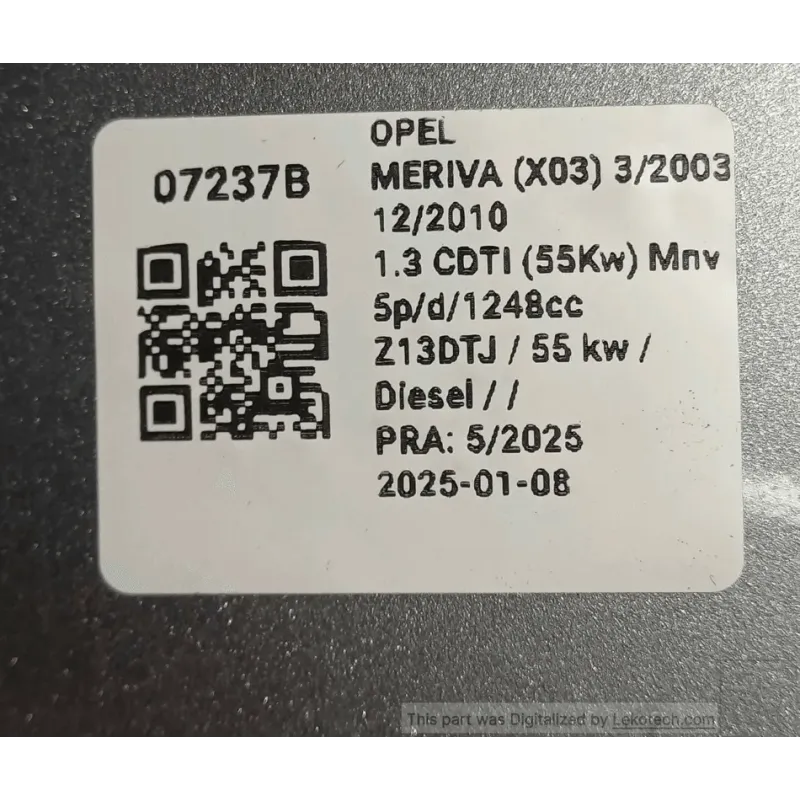 07237B
OPEL
MERIVA (X03) 3/2003
12/2010
1.3 CDTI (55Kw) Mnv
5p/d/1248cc
Z13DTJ / 55 kw /
Diesel / /
PRA: 5/2025
2025-01-08
This part was Digitalized by Lekotech.com